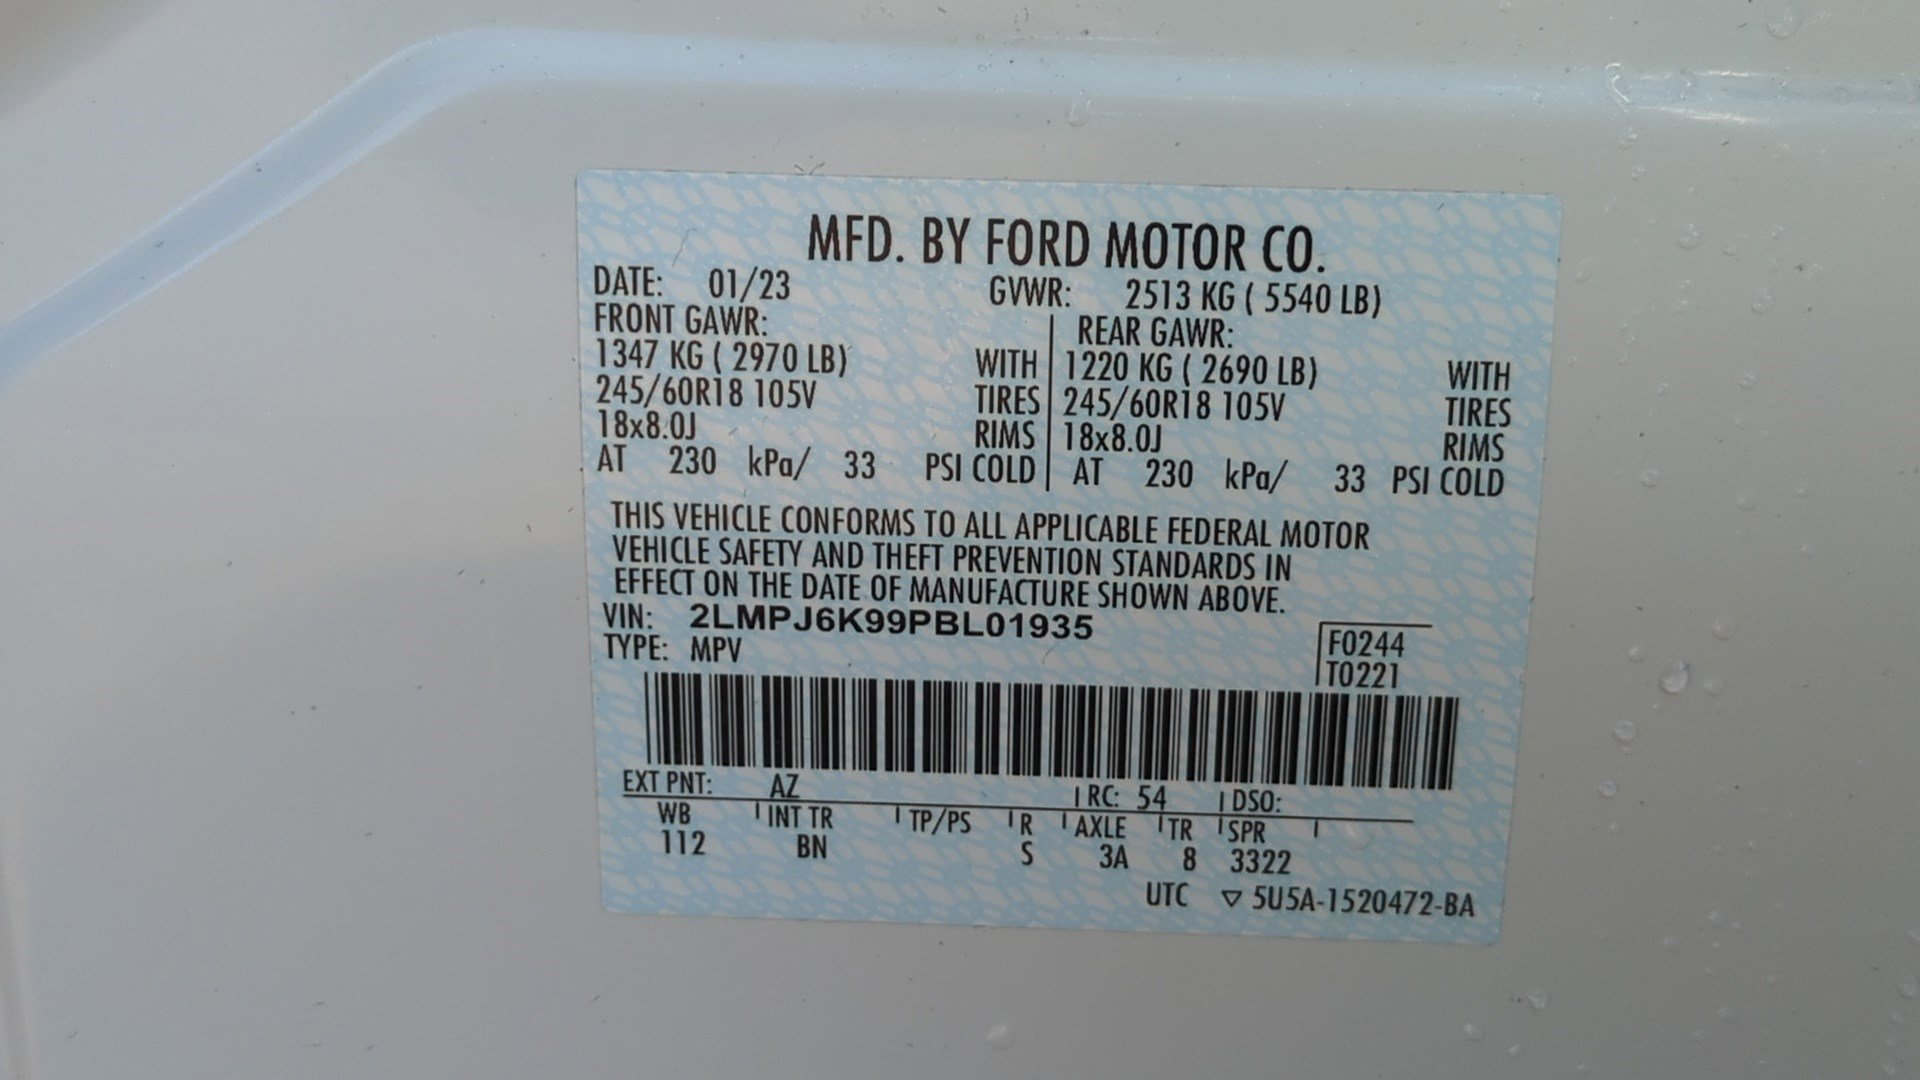 MFD. BY FORD MOTOR CO.
DATE: 01/23 GVWR: 2513 KG ( 5540 LB)
FRONT GAWR: REAR GAWR:
1347 KG ( 2970 LB) WITH 1220 KG ( 2690 LB) WITH
245/60R18 105V TIRES 245/60R18 105V TIRES
18x8.0J RIMS 18x8.0J RIMS
AT 230 kPa/ 33 PSI COLD AT 230 kPa/ 33 PSI COLD
THIS VEHICLE CONFORMS TO ALL APPLICABLE FEDERAL MOTOR
VEHICLE SAFETY AND THEFT PREVENTION STANDARDS IN
EFFECT ON THE DATE OF MANUFACTURE SHOWN ABOVE.
VIN: 2LMPJ6K99PBL01935
TYPE: MPV
F0244
T0221
EXT PNT: AZ RC: 54 DSO:
WB INT TR TP/PS R AXLE TR SPR
112 BN S 3A 8 3322
UTC ▽ 5U5A-1520472-BA